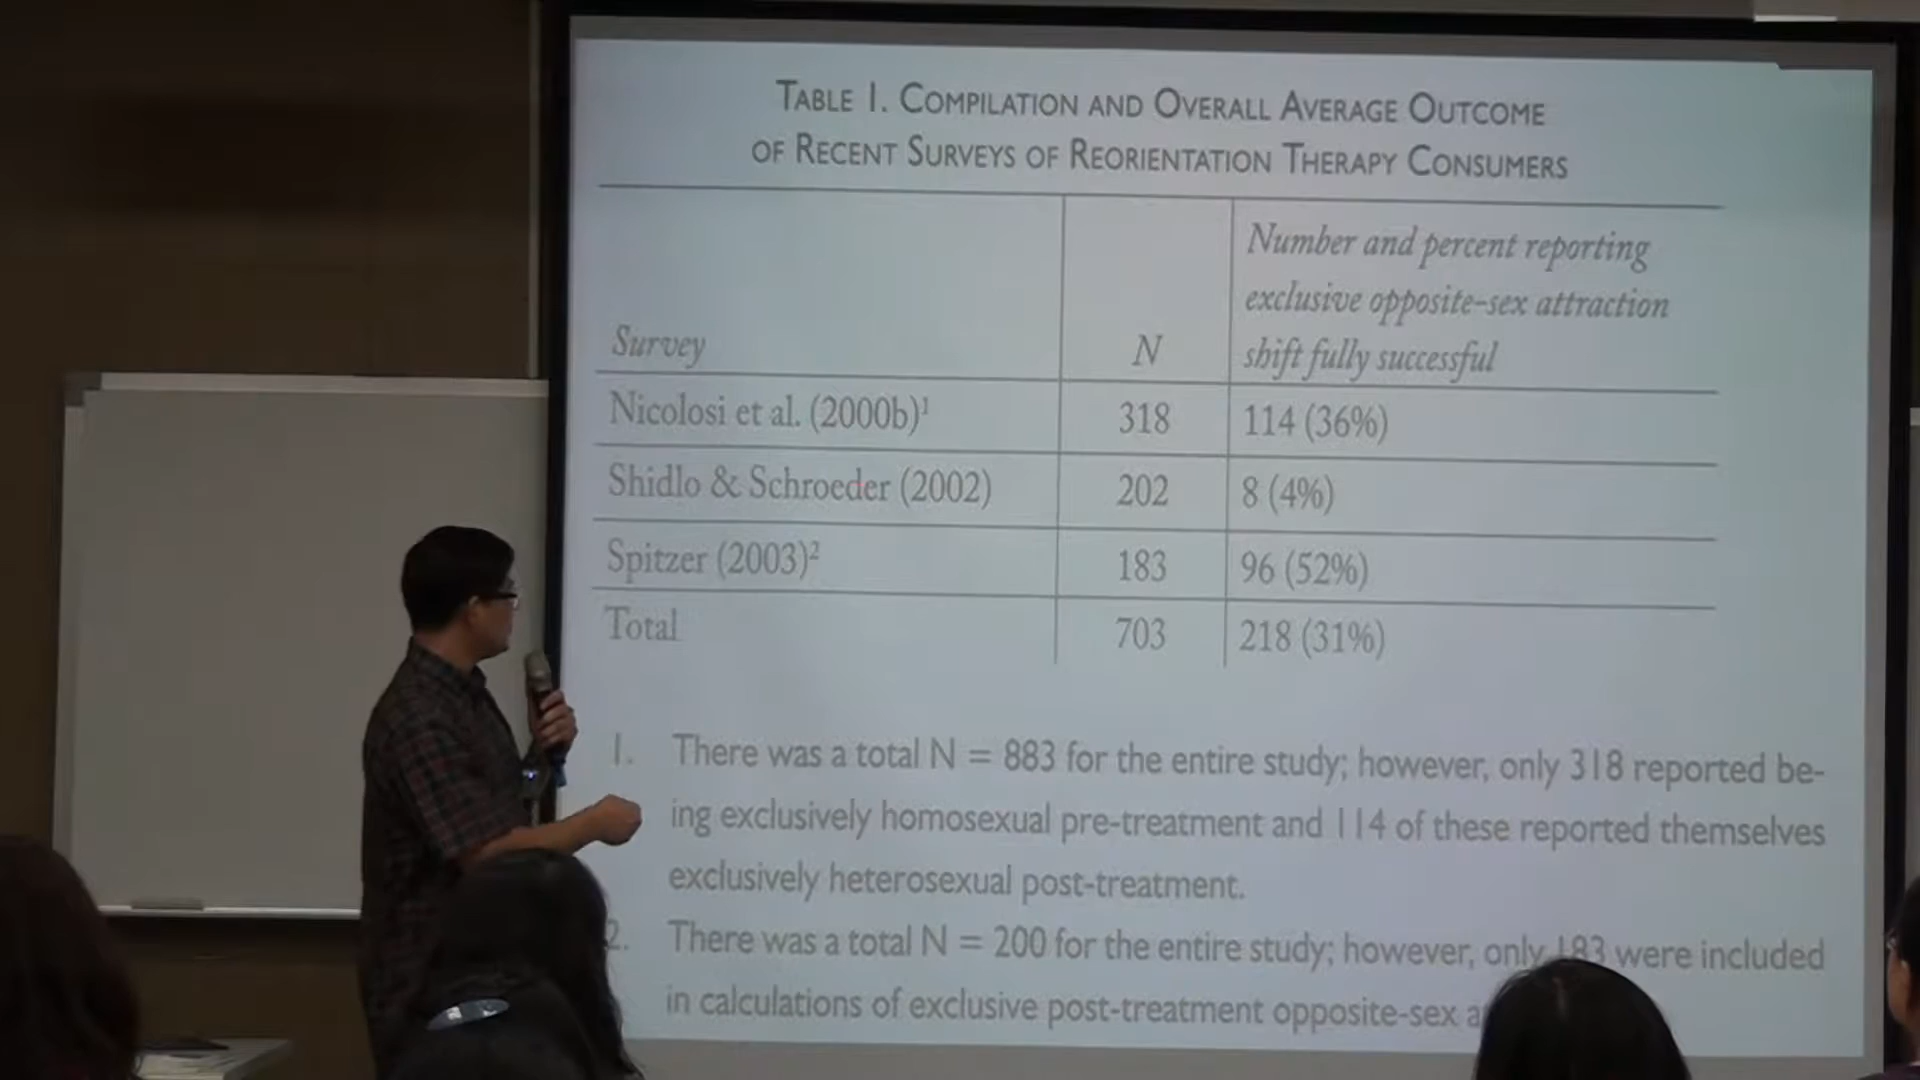 TABLE 1. COMPILATION AND OVERALL AVERAGE OUTCOME
OF RECENT SURVEYS OF REORIENTATION THERAPY CONSUMERS
Survey N Number and percent reporting
exclusive opposite-sex attraction
shift fully successful
Nicolosi et al. (2000b)¹ 318 114 (36%)
Shidlo & Schroeder (2002) 202 8 (4%)
Spitzer (2003)² 183 96 (52%)
Total 703 218 (31%)
1. There was a total N = 883 for the entire study; however, only 318 reported be-
ing exclusively homosexual pre-treatment and 114 of these reported themselves
exclusively heterosexual post-treatment.
2. There was a total N = 200 for the entire study; however, only 183 were included
in calculations of exclusive post-treatment opposite-sex